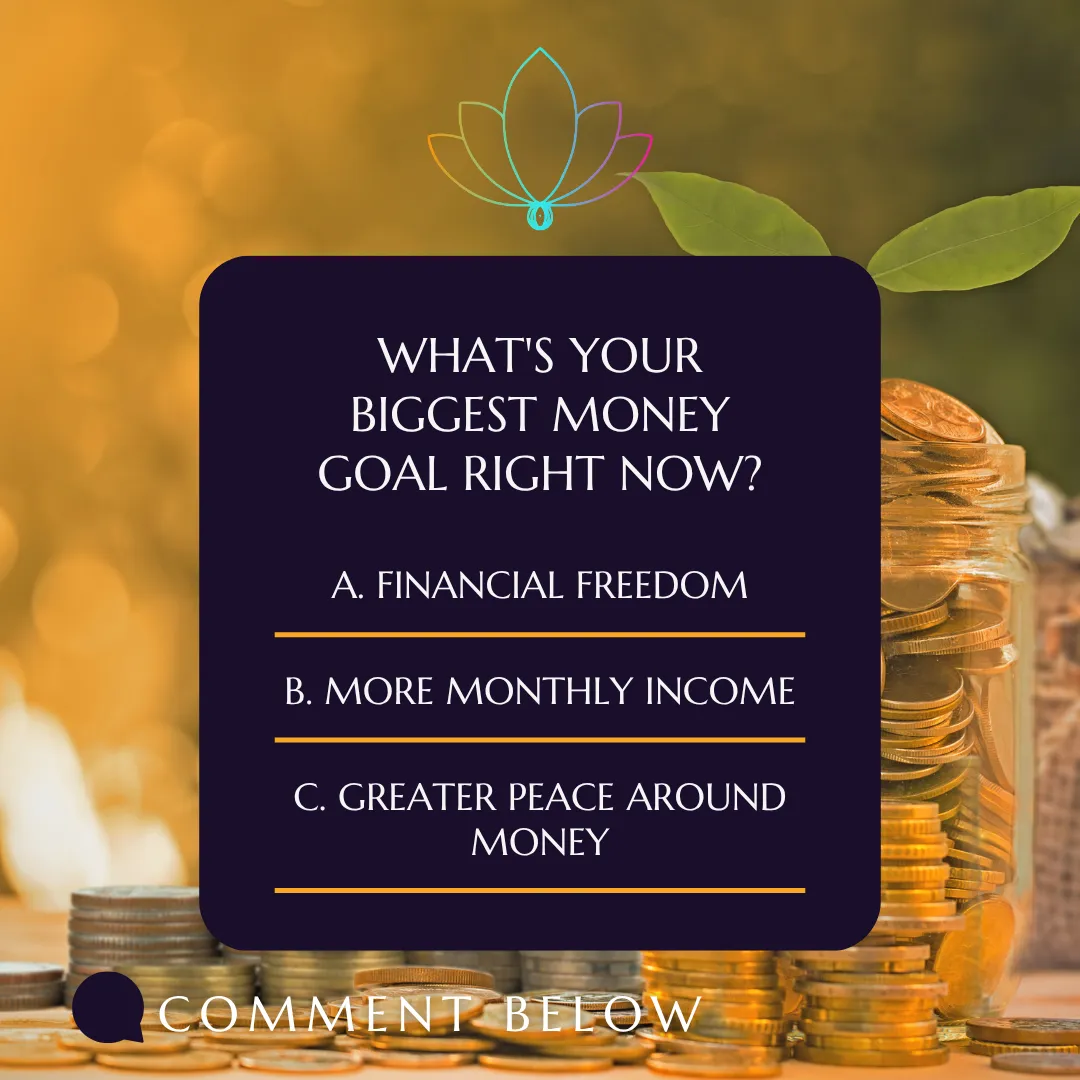 WHAT'S YOUR
BIGGEST MONEY
GOAL RIGHT NOW?
A. FINANCIAL FREEDOM
B. MORE MONTHLY INCOME
C. GREATER PEACE AROUND
MONEY
COMMENT BELOW